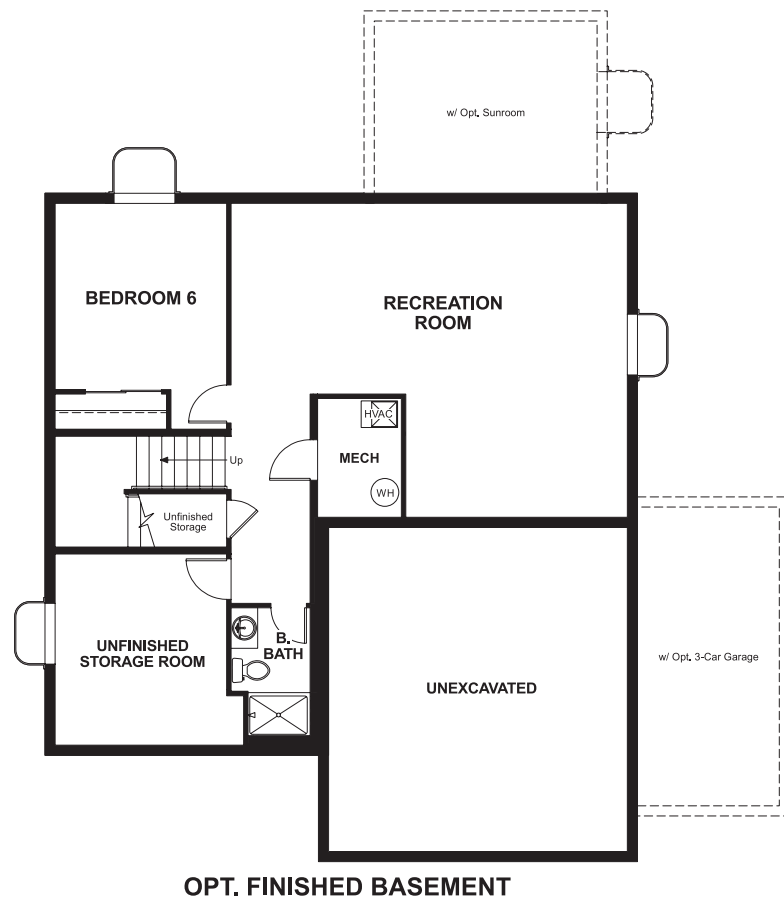 w/ Opt. Sunroom
BEDROOM 6
RECREATION
ROOM
HVAC
MECH
Up
WH
Unfinished
Storage
B.
BATH
UNFINISHED
STORAGE ROOM
w/ Opt. 3-Car Garage
UNEXCAVATED
OPT. FINISHED BASEMENT